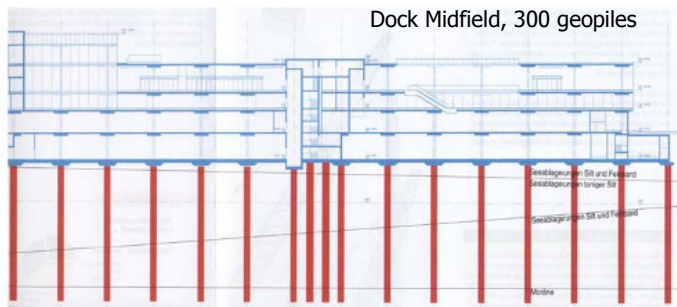 Dock Midfield, 300 geopiles
Seeablagerungen Silt und Feinsand
Seeablagerungen toniger Silt
Seeablagerungen Silt und Feinsand
Moräne